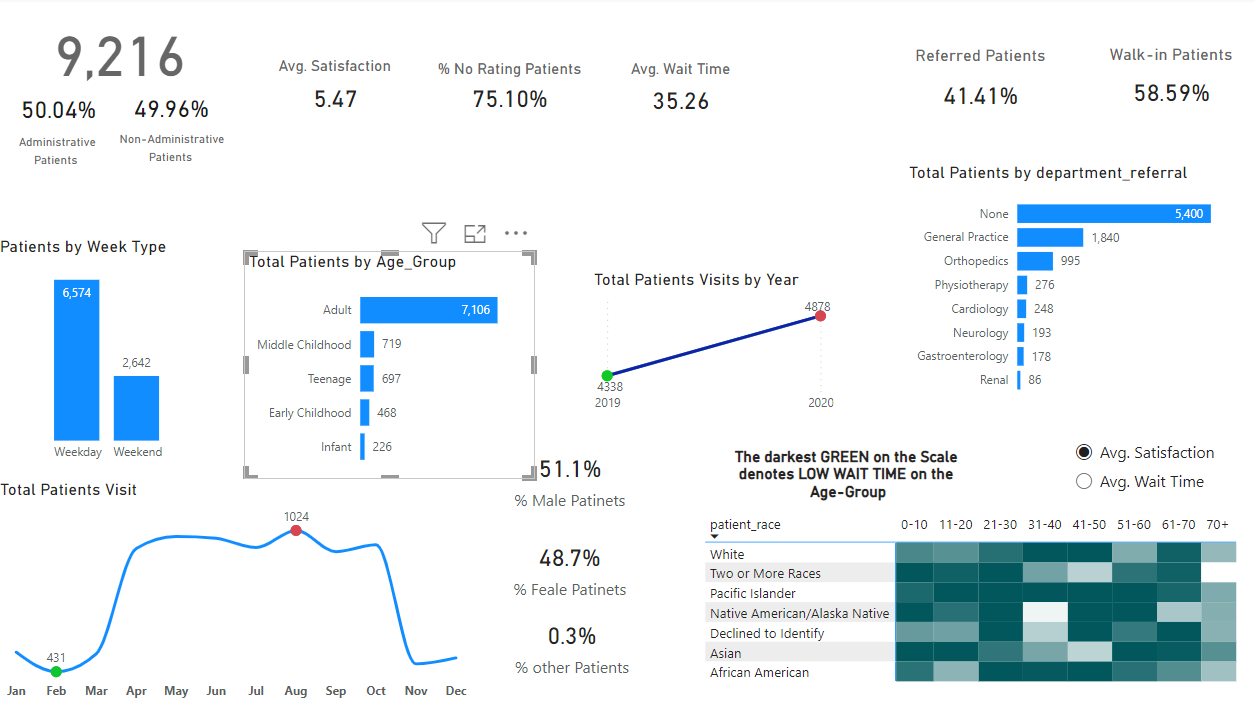 9,216
50.04%
49.96%
Administrative
Patients
Non-Administrative
Patients
Avg. Satisfaction
5.47
% No Rating Patients
75.10%
Avg. Wait Time
35.26
Referred Patients
41.41%
Walk-in Patients
58.59%
Total Patients by department_referral
None 5,400
General Practice 1,840
Orthopedics 995
Physiotherapy 276
Cardiology 248
Neurology 193
Gastroenterology 178
Renal 86
Patients by Week Type
6,574
2,642
Weekday Weekend
Total Patients by Age_Group
Adult 7,106
Middle Childhood 719
Teenage 697
Early Childhood 468
Infant 226
Total Patients Visits by Year
4878
4338
2019 2020
Total Patients Visit
1024
431
Jan Feb Mar Apr May Jun Jul Aug Sep Oct Nov Dec
51.1%
% Male Patinets
48.7%
% Feale Patinets
0.3%
% other Patients
The darkest GREEN on the Scale
denotes LOW WAIT TIME on the
Age-Group
Avg. Satisfaction
Avg. Wait Time
patient_race 0-10 11-20 21-30 31-40 41-50 51-60 61-70 70+
White
Two or More Races
Pacific Islander
Native American/Alaska Native
Declined to Identify
Asian
African American